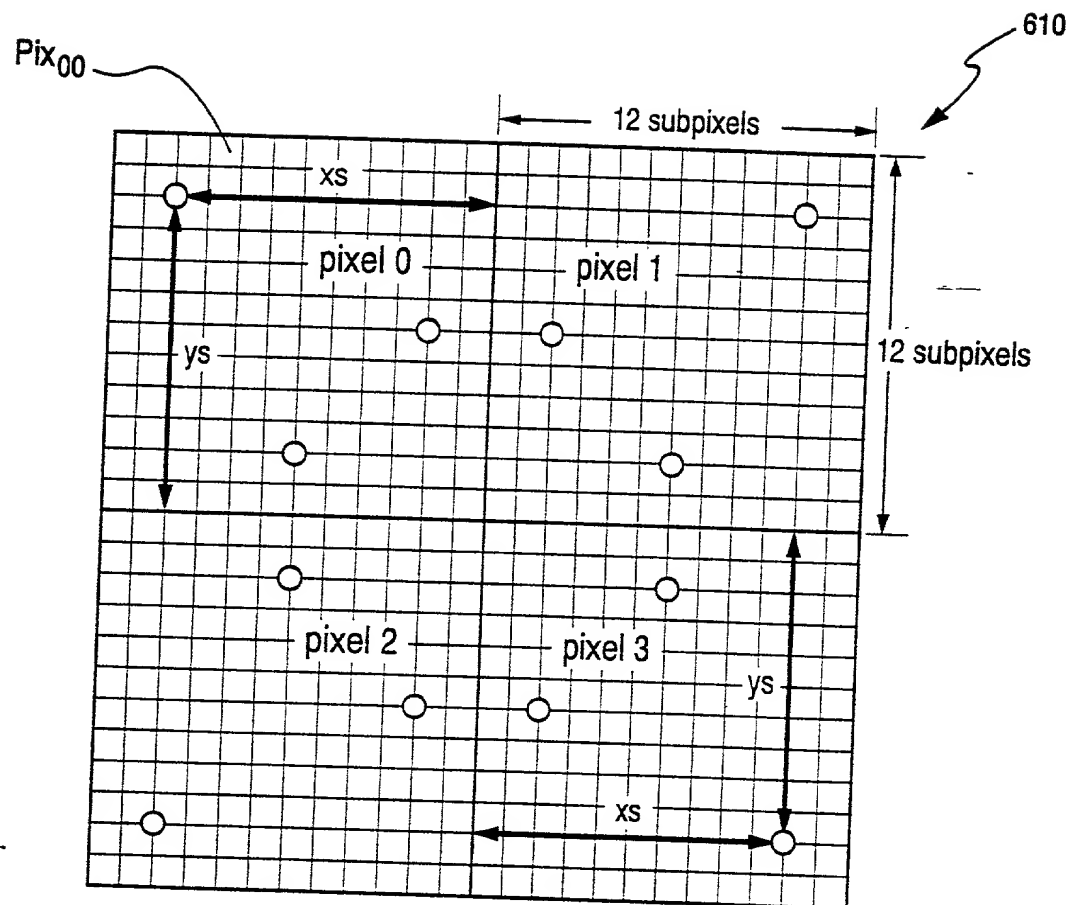 610
Pix00
12 subpixels
xs
pixel 0
pixel 1
ys
12 subpixels
pixel 2
pixel 3
ys
xs